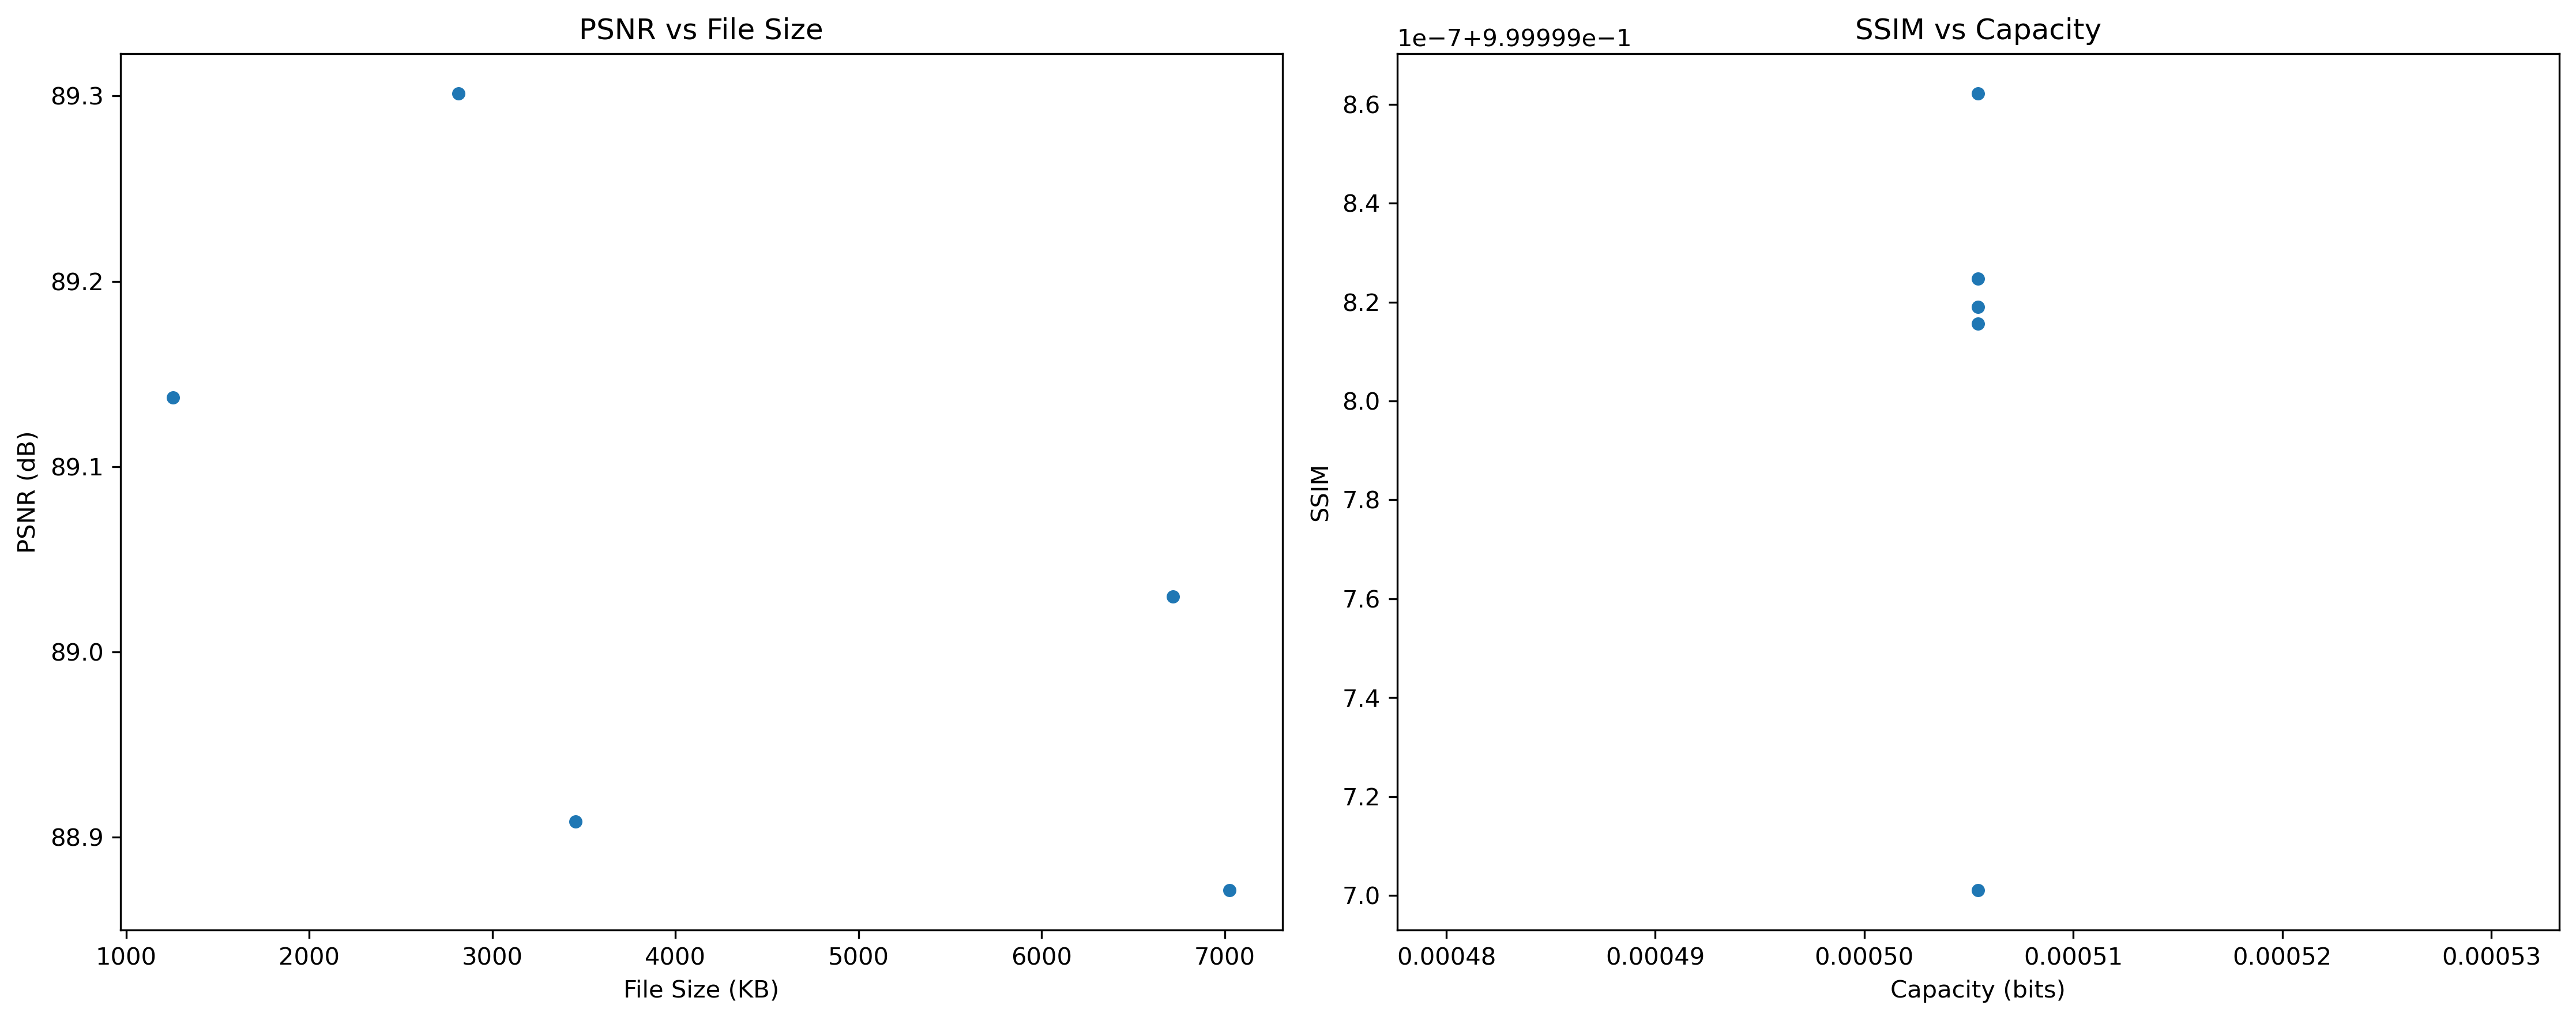 PSNR vs File Size
89.3
89.2
89.1
89.0
88.9
PSNR (dB)
1000 2000 3000 4000 5000 6000 7000
File Size (KB)
SSIM vs Capacity
1e−7+9.99999e−1
8.6
8.4
8.2
8.0
7.8
7.6
7.4
7.2
7.0
SSIM
0.00048 0.00049 0.00050 0.00051 0.00052 0.00053
Capacity (bits)